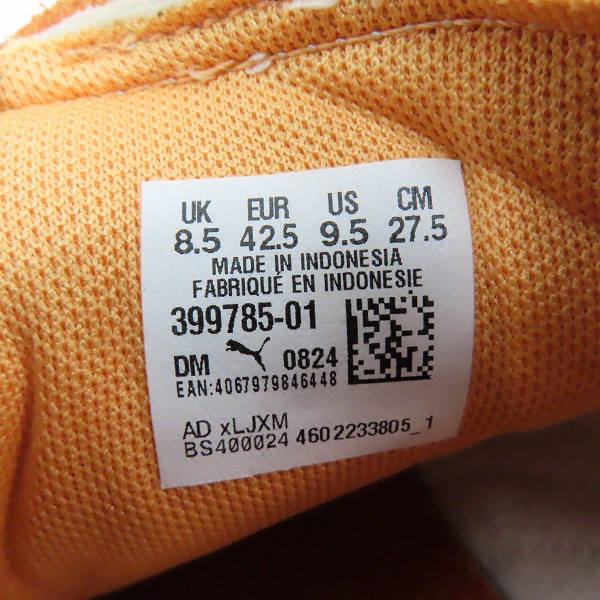 UK EUR US CM
8.5 42.5 9.5 27.5
MADE IN INDONESIA
FABRIQUÉ EN INDONESIE
399785-01
DM 0824
EAN:4067979846448
AD xLJXM
BS400024 4602233805_1